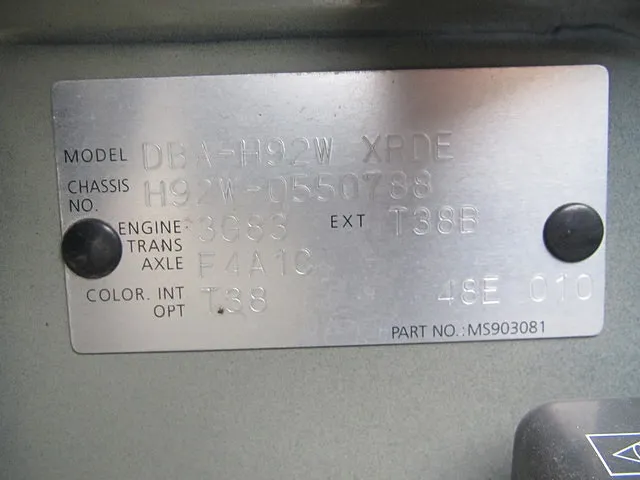 MODEL DBA-H92W XRDE
CHASSIS NO. H92W-0550788
ENGINE 3G83 EXT T38B
TRANS AXLE F4A1C
COLOR. INT T38 48E 010
OPT
PART NO.: MS903081